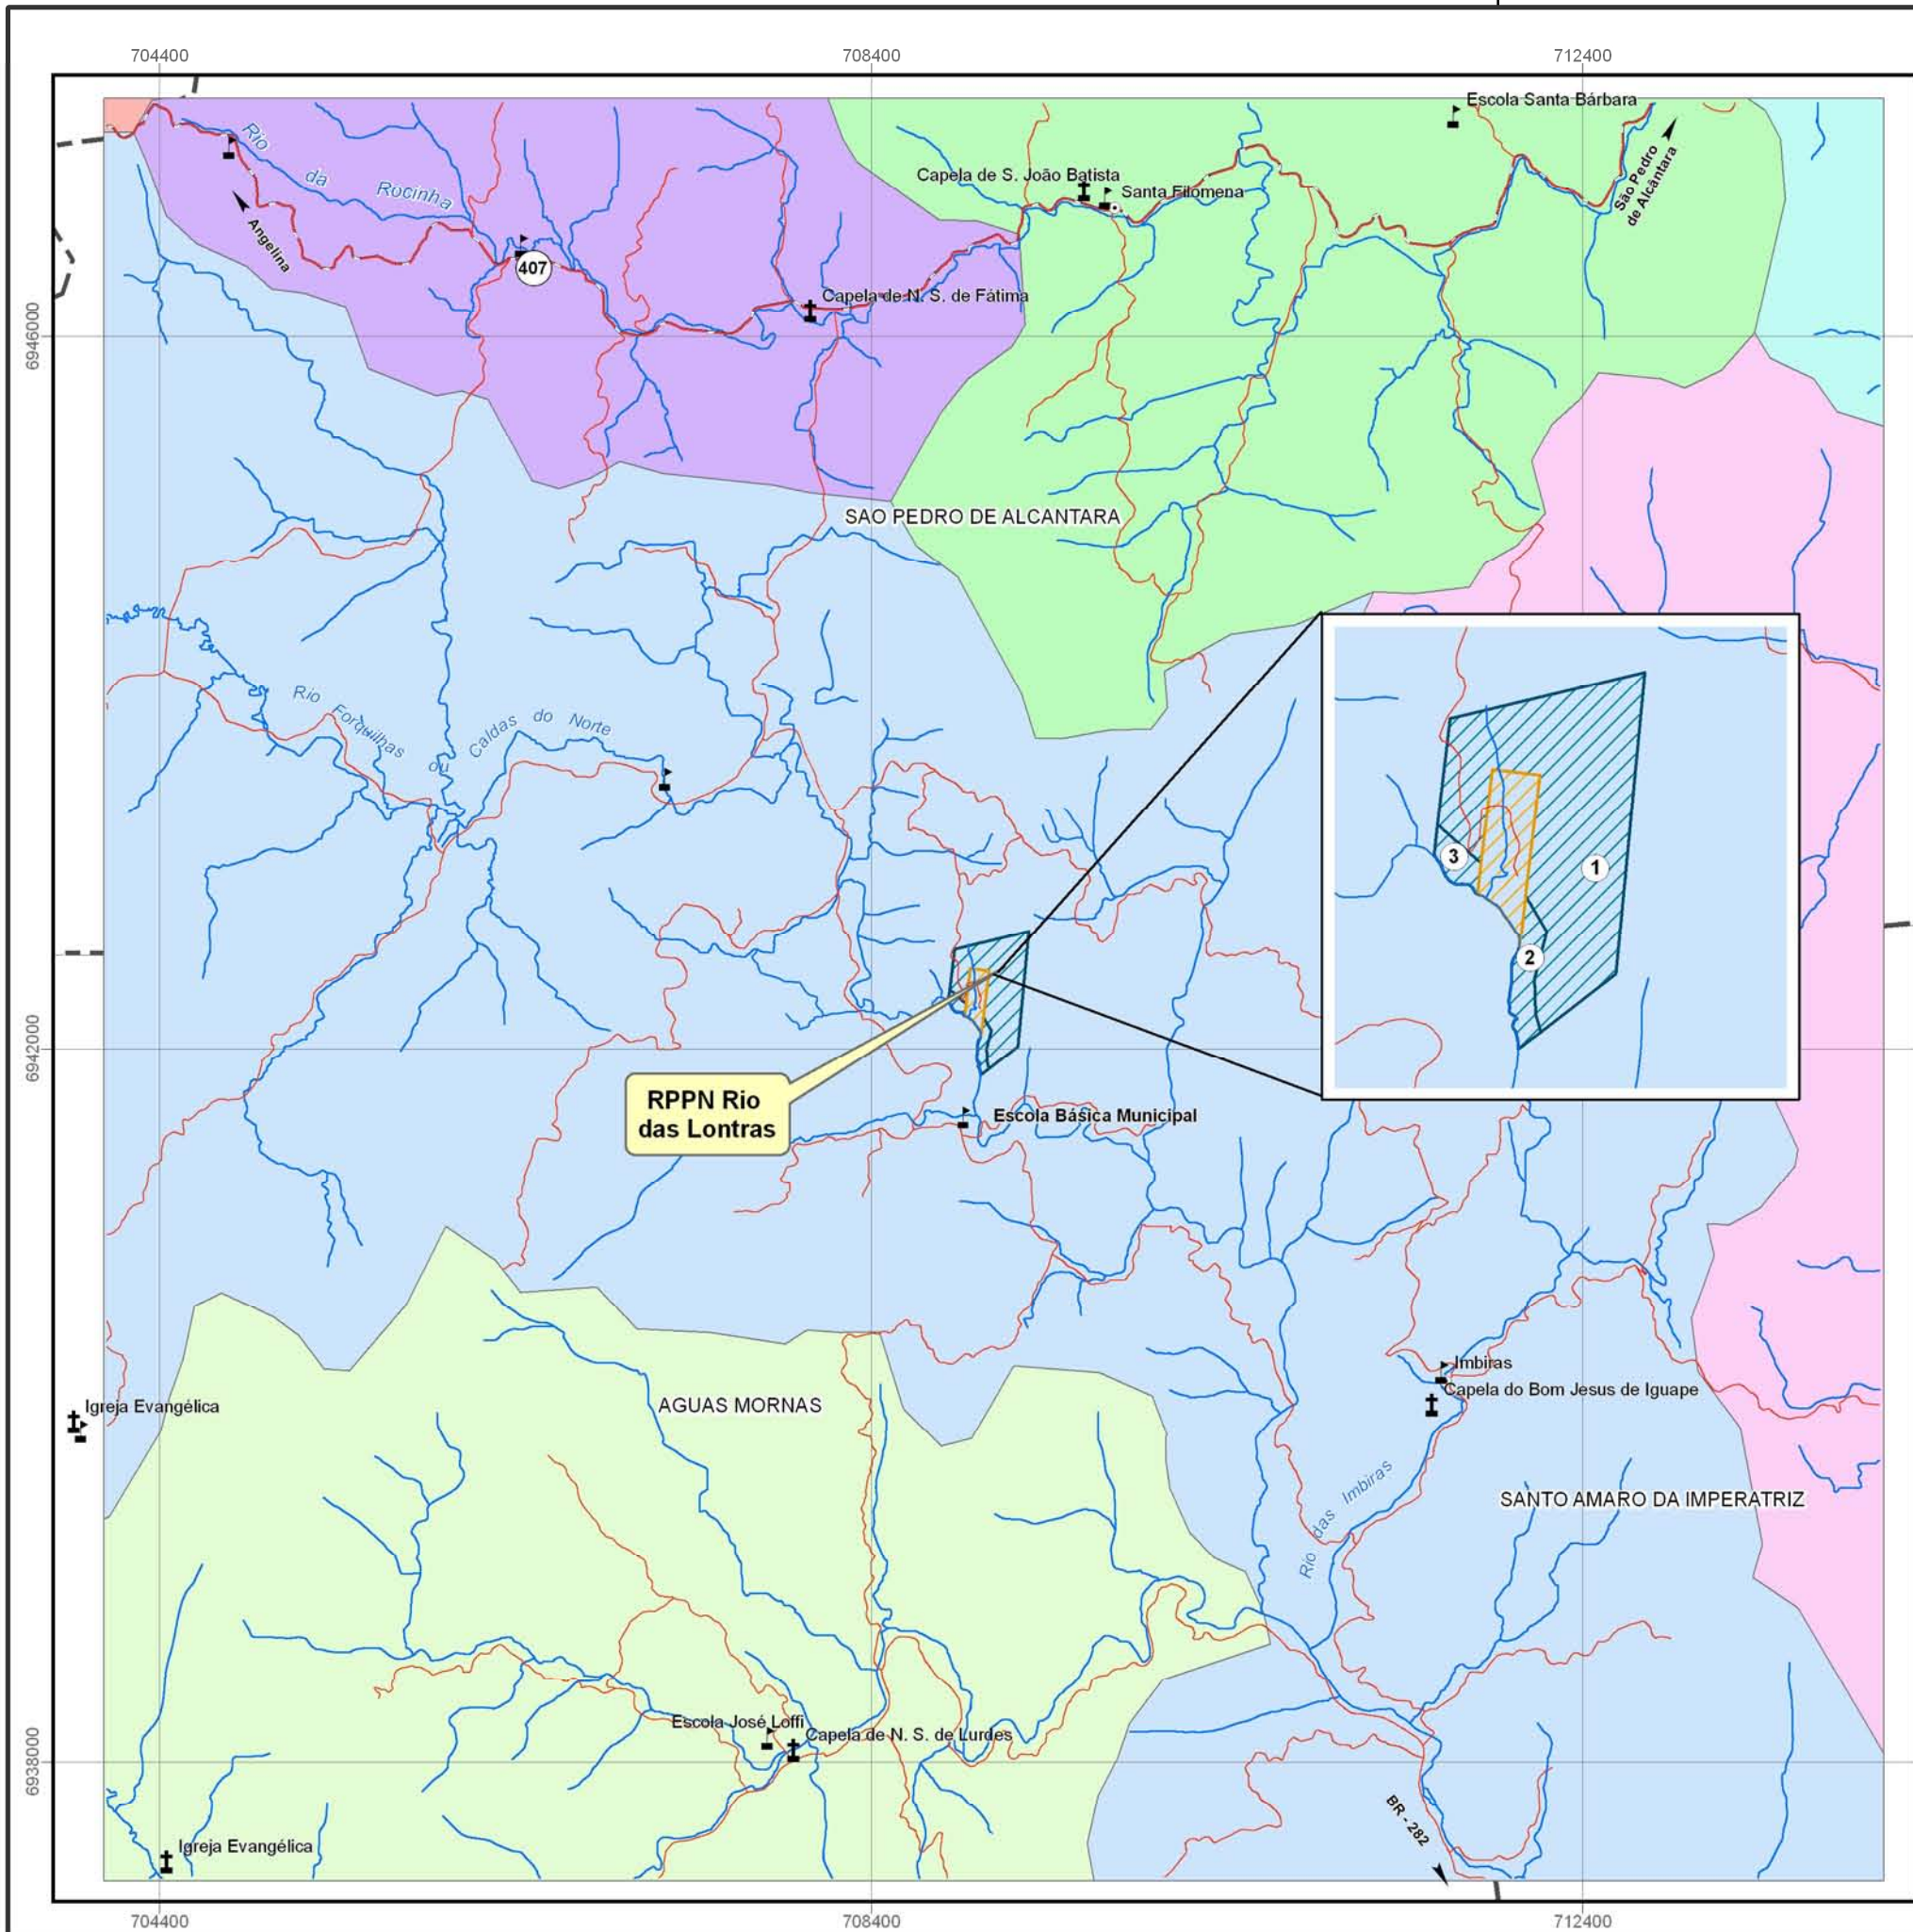 704400
708400
712400
Escola Santa Bárbara
Rio
da
Rocinha
Angelina
São Pedro
de Alcântara
Capela de S. João Batista
Santa Filomena
407
Capela de N. S. de Fátima
6946000
SAO PEDRO DE ALCANTARA
Rio
Forquilhas
ou
Caldas
do
Norte
3
1
2
6942000
RPPN Rio
das Lontras
Escola Básica Municipal
Imbiras
Capela do Bom Jesus de Iguape
Igreja Evangélica
AGUAS MORNAS
Rio das Imbiras
SANTO AMARO DA IMPERATRIZ
Escola José Loffi
Capela de N. S. de Lurdes
6938000
BR - 282
Igreja Evangélica
704400
708400
712400